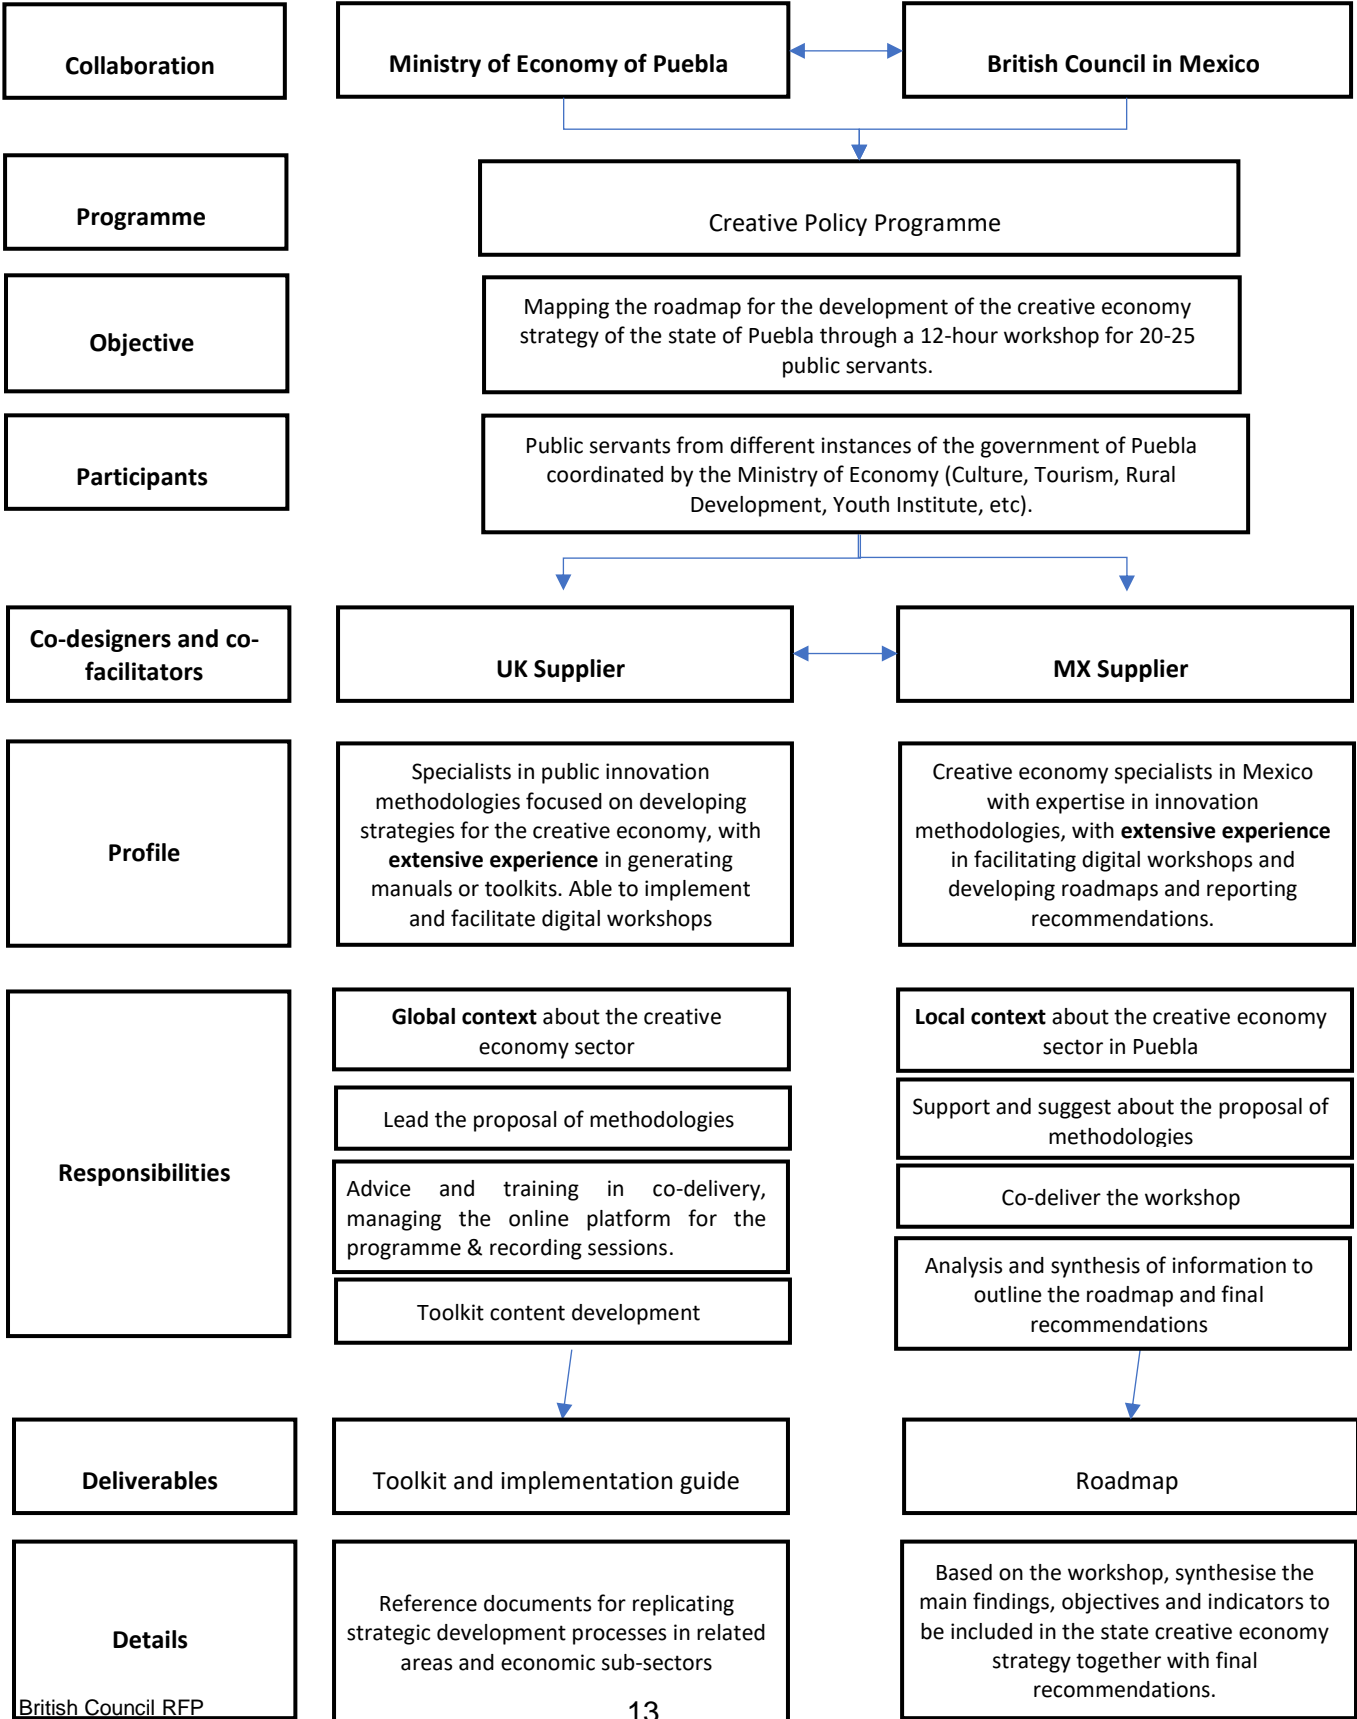 Collaboration
Ministry of Economy of Puebla
British Council in Mexico
Programme
Creative Policy Programme
Objective
Mapping the roadmap for the development of the creative economy
strategy of the state of Puebla through a 12-hour workshop for 20-25
public servants.
Participants
Public servants from different instances of the government of Puebla
coordinated by the Ministry of Economy (Culture, Tourism, Rural
Development, Youth Institute, etc).
Co-designers and co-
facilitators
UK Supplier
MX Supplier
Profile
Specialists in public innovation
methodologies focused on developing
strategies for the creative economy, with
extensive experience in generating
manuals or toolkits. Able to implement
and facilitate digital workshops
Creative economy specialists in Mexico
with expertise in innovation
methodologies, with extensive experience
in facilitating digital workshops and
developing roadmaps and reporting
recommendations.
Responsibilities
Global context about the creative
economy sector
Lead the proposal of methodologies
Advice and training in co-delivery,
managing the online platform for the
programme & recording sessions.
Toolkit content development
Local context about the creative economy
sector in Puebla
Support and suggest about the proposal of
methodologies
Co-deliver the workshop
Analysis and synthesis of information to
outline the roadmap and final
recommendations
Deliverables
Toolkit and implementation guide
Roadmap
Details
Reference documents for replicating
strategic development processes in related
areas and economic sub-sectors
Based on the workshop, synthesise the
main findings, objectives and indicators to
be included in the state creative economy
strategy together with final
recommendations.
British Council RFP
13